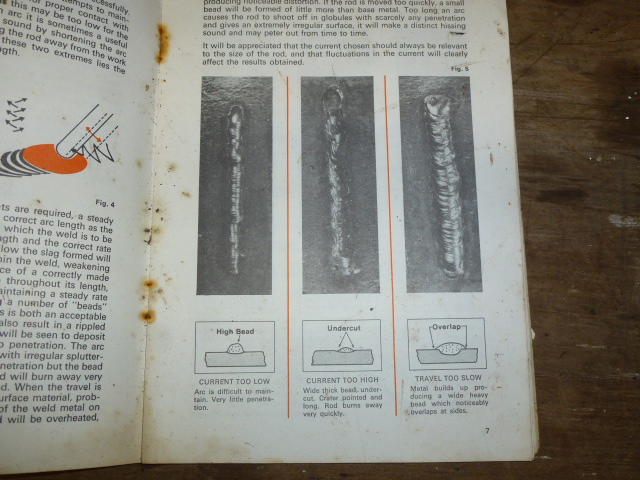 successfully.
attempts to main-
for proper contact with
this may be too low for the
n arc it is sometimes a useful
sound by shortening the arc
g the rod away from the work
these two extremes lies the
ngth.
Fig. 4
ts are required, a steady
correct arc length as the
which the weld is to be
ngth and the correct rate
low the slag formed will
hin the weld, weakening
ce of a correctly made
e throughout its length,
aintaining a steady rate
g a number of "beads"
s is both an acceptable
also result in a rippled
will be seen to deposit
o penetration. The arc
with irregular splutter-
netration but the bead
d will burn away very
d. When the travel is
urface material, prob-
of the weld metal on
d will be overheated,
producing noticeable distortion. If the rod is moved too quickly, a small
bead will be formed of little more than base metal. Too long an arc
causes the rod to shoot off in globules with scarcely any penetration
and gives an extremely irregular surface, it will make a distinct hissing
sound and may peter out from time to time.
It will be appreciated that the current chosen should always be relevant
to the size of the rod, and that fluctuations in the current will clearly
affect the results obtained.
Fig. 5
High Bead
CURRENT TOO LOW
Arc is difficult to main-
tain. Very little penetra-
tion.
Undercut
CURRENT TOO HIGH
Wide thick bead, under-
cut. Crater pointed and
long. Rod burns away
very quickly.
Overlap
TRAVEL TOO SLOW
Metal builds up pro-
ducing a wide heavy
bead which noticeably
overlaps at sides.
7